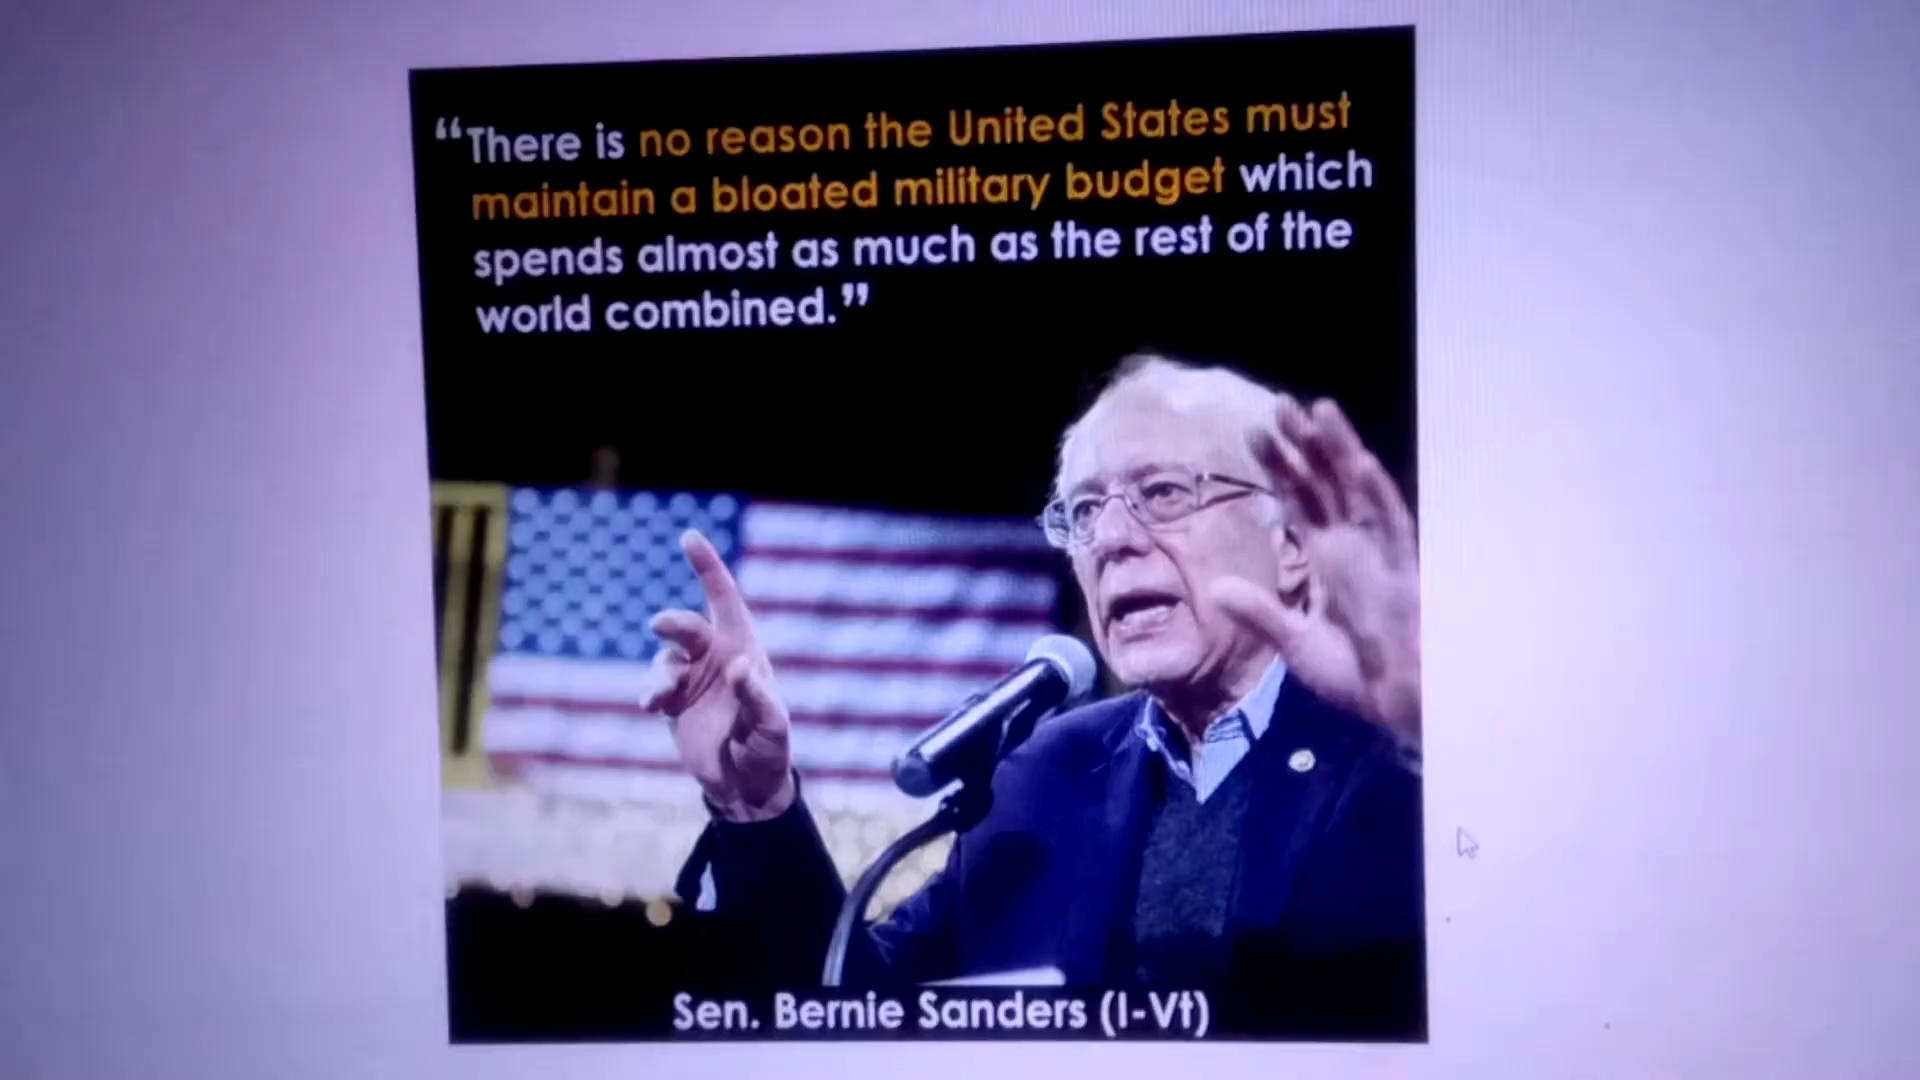 “There is no reason the United States must
maintain a bloated military budget which
spends almost as much as the rest of the
world combined.”
Sen. Bernie Sanders (I-Vt)